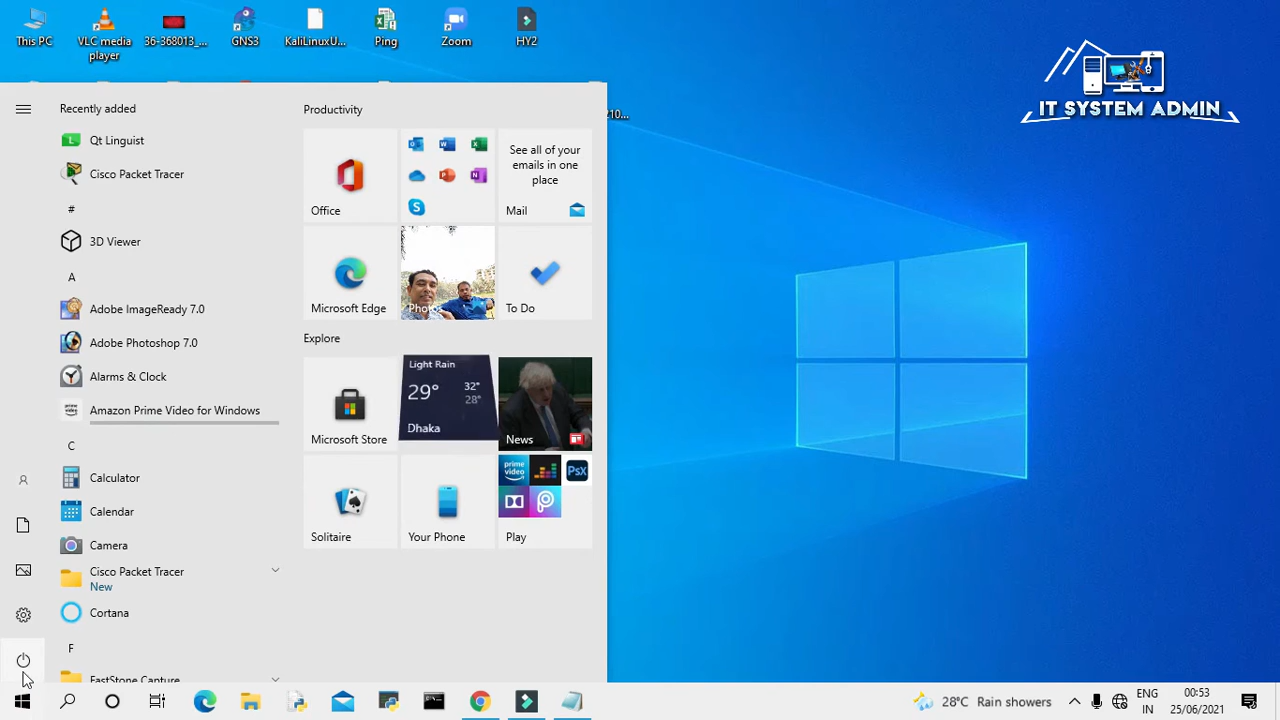 This PC
VLC media
player
36-368013_...
GNS3
KaliLinuxU...
Ping
Zoom
HY2
IT SYSTEM ADMIN
Recently added
Qt Linguist
Cisco Packet Tracer
#
3D Viewer
A
Adobe ImageReady 7.0
Adobe Photoshop 7.0
Alarms & Clock
Amazon Prime Video for Windows
C
Calculator
Calendar
Camera
Cisco Packet Tracer
New
Cortana
F
FastStone Capture
Productivity
Office
See all of your
emails in one
place
Mail
Microsoft Edge
Photos
To Do
Explore
Microsoft Store
Light Rain
29° 32°
28°
Dhaka
News
Solitaire
Your Phone
prime
video
Psx
Play
28°C Rain showers
ENG
IN
00:53
25/06/2021